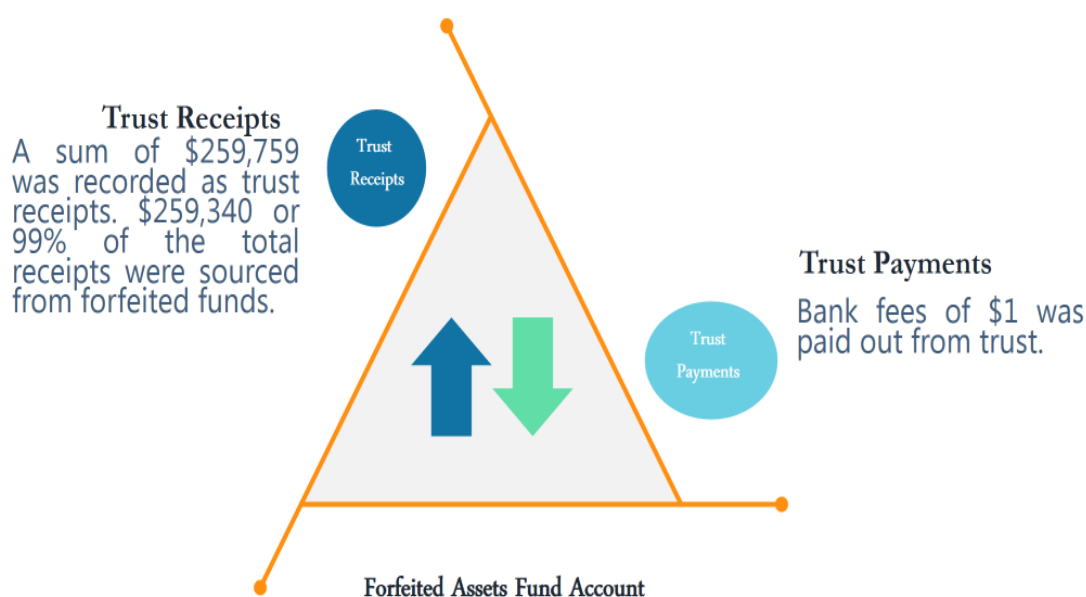 Trust Receipts
A sum of $259,759
was recorded as trust
receipts. $259,340 or
99% of the total
receipts were sourced
from forfeited funds.
Trust
Receipts
Trust Payments
Bank fees of $1 was
paid out from trust.
Trust
Payments
Forfeited Assets Fund Account